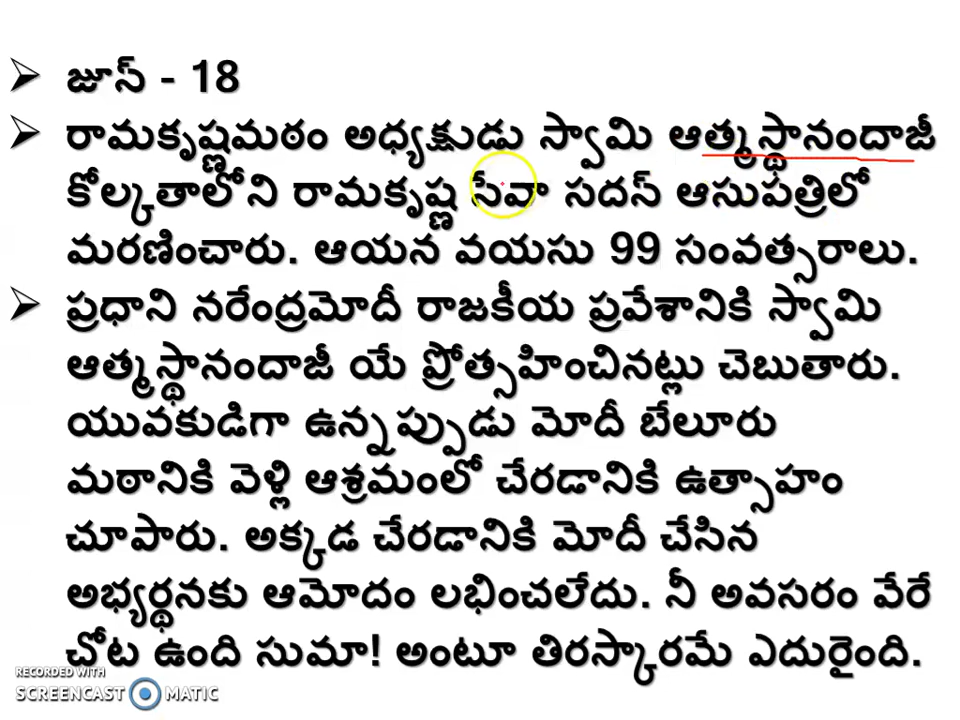 ➢ జూన్ - 18
➢ రామకృష్ణమఠం అధ్యక్షుడు స్వామి ఆత్మస్థానందాజీ
కోల్కతాలోని రామకృష్ణ సేవా సదన్ ఆసుపత్రిలో
మరణించారు. ఆయన వయసు 99 సంవత్సరాలు.
➢ ప్రధాని నరేంద్రమోదీ రాజకీయ ప్రవేశానికి స్వామి
ఆత్మస్థానందాజీ యే ప్రోత్సహించినట్లు చెబుతారు.
యువకుడిగా ఉన్నప్పుడు మోదీ బేలూరు
మఠానికి వెళ్లి ఆశ్రమంలో చేరడానికి ఉత్సాహం
చూపారు. అక్కడ చేరడానికి మోదీ చేసిన
అభ్యర్థనకు ఆమోదం లభించలేదు. నీ అవసరం వేరే
చోట ఉంది సుమా! అంటూ తిరస్కారమే ఎదురైంది.
RECORDED WITH
SCREENCAST MATIC